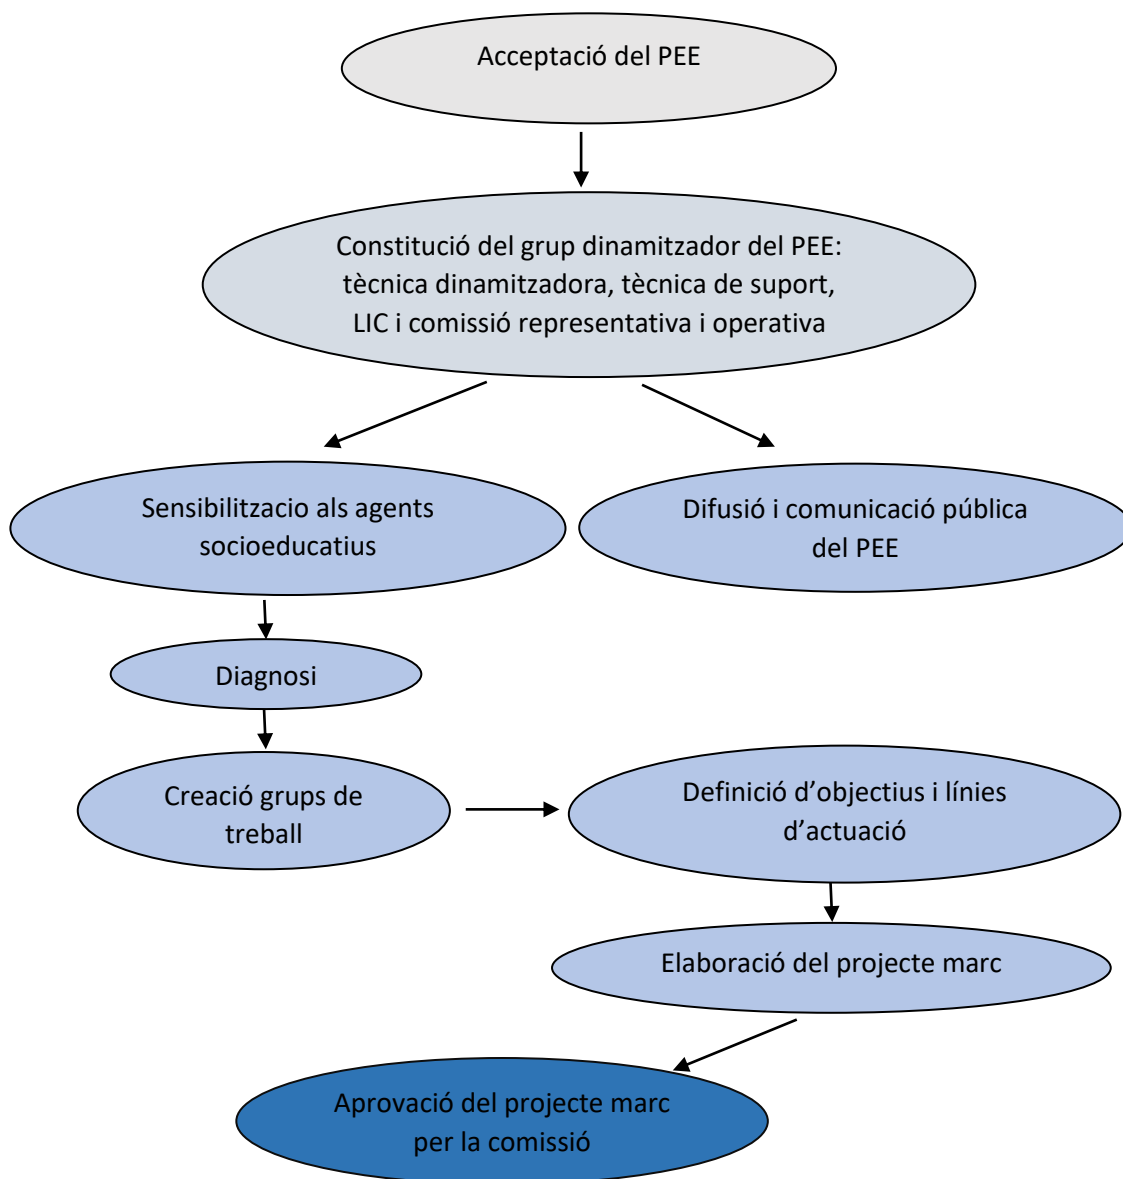 Acceptació del PEE
Constitució del grup dinamitzador del PEE:
tècnica dinamitzadora, tècnica de suport,
LIC i comissió representativa i operativa
Sensibilitzacio als agents
socioeducatius
Difusió i comunicació pública
del PEE
Diagnosi
Creació grups de
treball
Definició d’objectius i línies
d’actuació
Elaboració del projecte marc
Aprovació del projecte marc
per la comissió